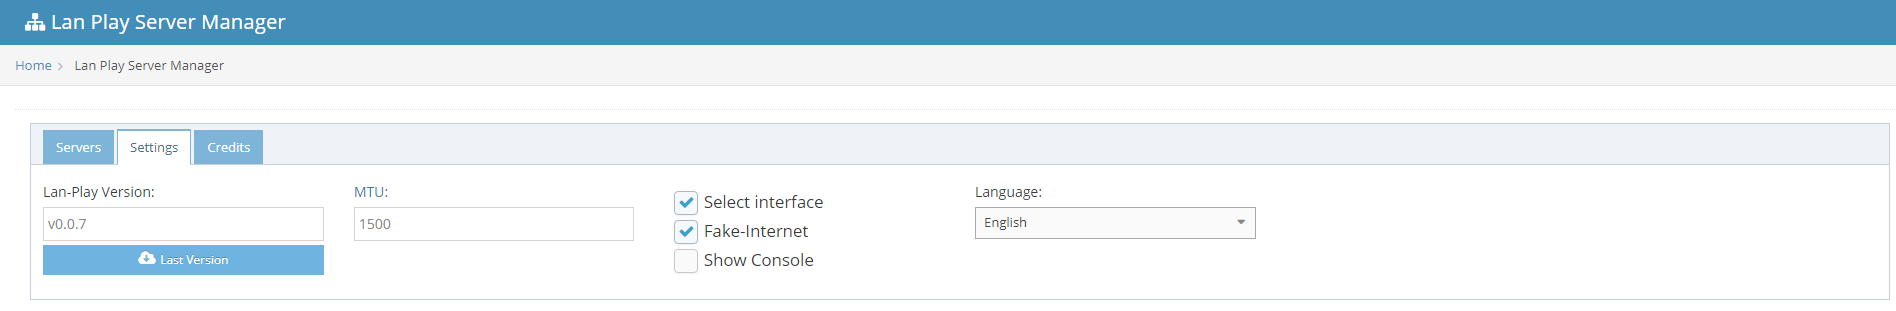 Lan Play Server Manager
Home > Lan Play Server Manager
Servers Settings Credits
Lan-Play Version:
v0.0.7
Last Version
MTU:
1500
Select interface
Fake-Internet
Show Console
Language:
English